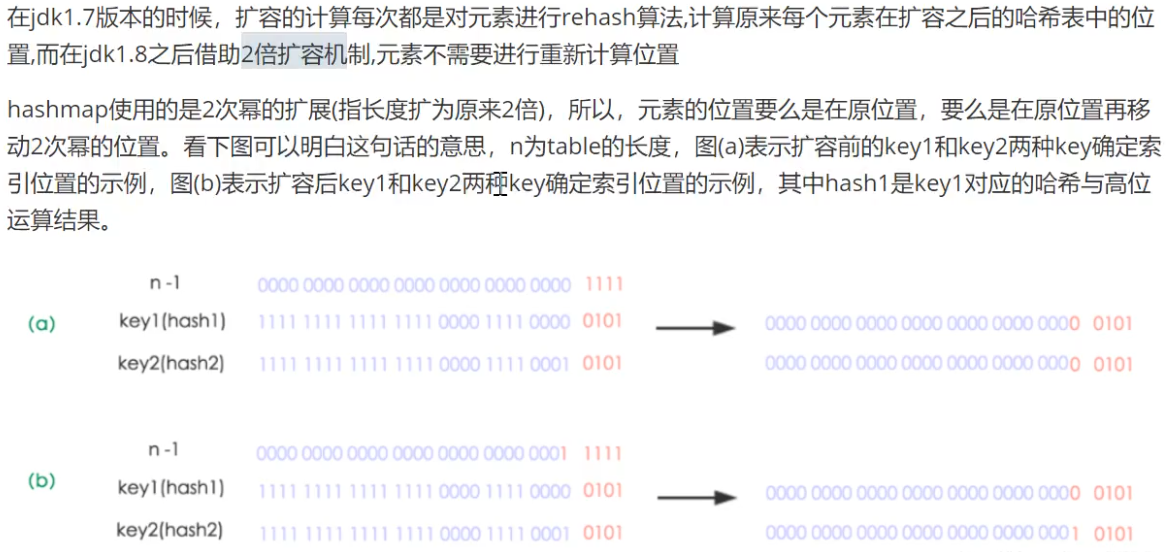 在jdk1.7版本的时候，扩容的计算每次都是对元素进行rehash算法,计算原来每个元素在扩容之后的哈希表中的位
置,而在jdk1.8之后借助2倍扩容机制,元素不需要进行重新计算位置
hashmap使用的是2次幂的扩展(指长度扩为原来2倍)，所以，元素的位置要么是在原位置，要么是在原位置再移
动2次幂的位置。看下图可以明白这句话的意思，n为table的长度，图(a)表示扩容前的key1和key2两种key确定索
引位置的示例，图(b)表示扩容后key1和key2两种key确定索引位置的示例，其中hash1是key1对应的哈希与高位
运算结果。
n -1 0000 0000 0000 0000 0000 0000 0000 1111
(a) key1(hash1) 1111 1111 1111 1111 0000 1111 0000 0101 0000 0000 0000 0000 0000 0000 0000 0101
key2(hash2) 1111 1111 1111 1111 0000 1111 0001 0101 0000 0000 0000 0000 0000 0000 0000 0101
n -1 0000 0000 0000 0000 0000 0000 0001 1111
(b) key1(hash1) 1111 1111 1111 1111 0000 1111 0000 0101 0000 0000 0000 0000 0000 0000 0000 0101
key2(hash2) 1111 1111 1111 1111 0000 1111 0001 0101 0000 0000 0000 0000 0000 0000 0001 0101